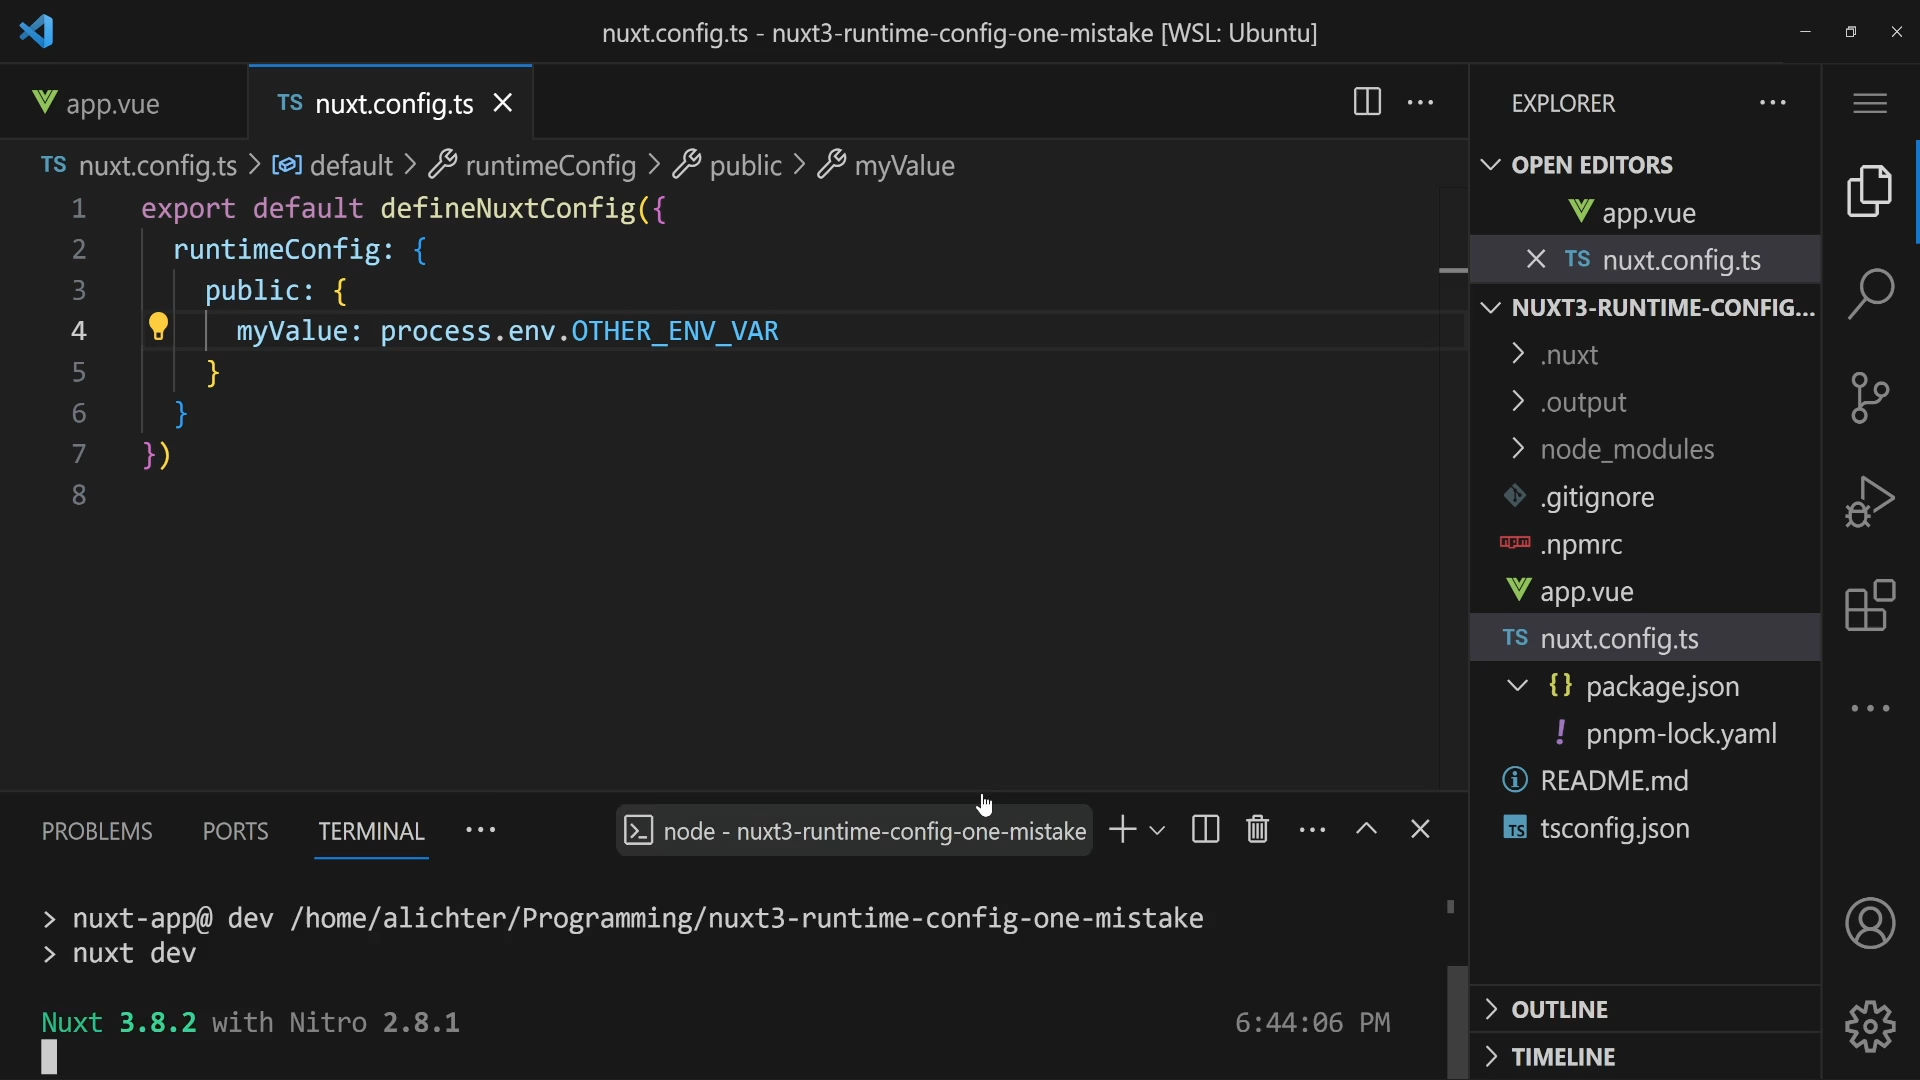 nuxt.config.ts - nuxt3-runtime-config-one-mistake [WSL: Ubuntu]
app.vue
TS nuxt.config.ts
TS nuxt.config.ts > default > runtimeConfig > public > myValue
1 export default defineNuxtConfig({
2 runtimeConfig: {
3 public: {
4 myValue: process.env.OTHER_ENV_VAR
5 }
6 }
7 })
8
PROBLEMS PORTS TERMINAL
node - nuxt3-runtime-config-one-mistake
> nuxt-app@ dev /home/alichter/Programming/nuxt3-runtime-config-one-mistake
> nuxt dev
Nuxt 3.8.2 with Nitro 2.8.1 6:44:06 PM
EXPLORER
OPEN EDITORS
app.vue
TS nuxt.config.ts
NUXT3-RUNTIME-CONFIG...
.nuxt
.output
node_modules
.gitignore
npm .npmrc
app.vue
TS nuxt.config.ts
{} package.json
! pnpm-lock.yaml
README.md
TS tsconfig.json
OUTLINE
TIMELINE